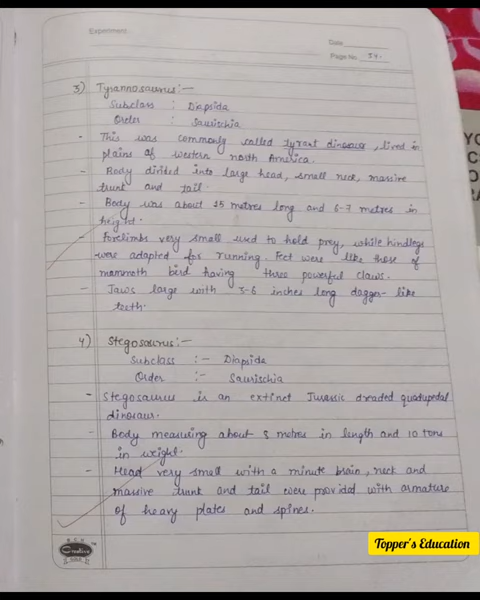 Experiment
Date
Page No. 54.
3) Tyrannosaurus :-
Subclass : Diapsida
Order : Saurischia
- This was commonly called Tyrant dinosaur, lived in
plains of western north America.
- Body divided into large head, small neck, massive
trunk and tail.
- Body was about 15 metres long and 6-7 metres in
height.
- Forelimbs very small used to hold prey, while hindlegs
were adapted for running. Feet were like those of
mammoth bird having three powerful claws.
- Jaws large with 3-6 inches long dagger-like
teeth.
4) Stegosaurus :-
Subclass :- Diapsida
Order :- Saurischia
- Stegosaurus is an extinct Jurassic dreaded quadrupedal
dinosaur.
- Body measuring about 8 metres in length and 10 tons
in weight.
- Head very small with a minute brain, neck and
massive trunk and tail were provided with armature
of heavy plates and spines.
Creative
Topper's Education